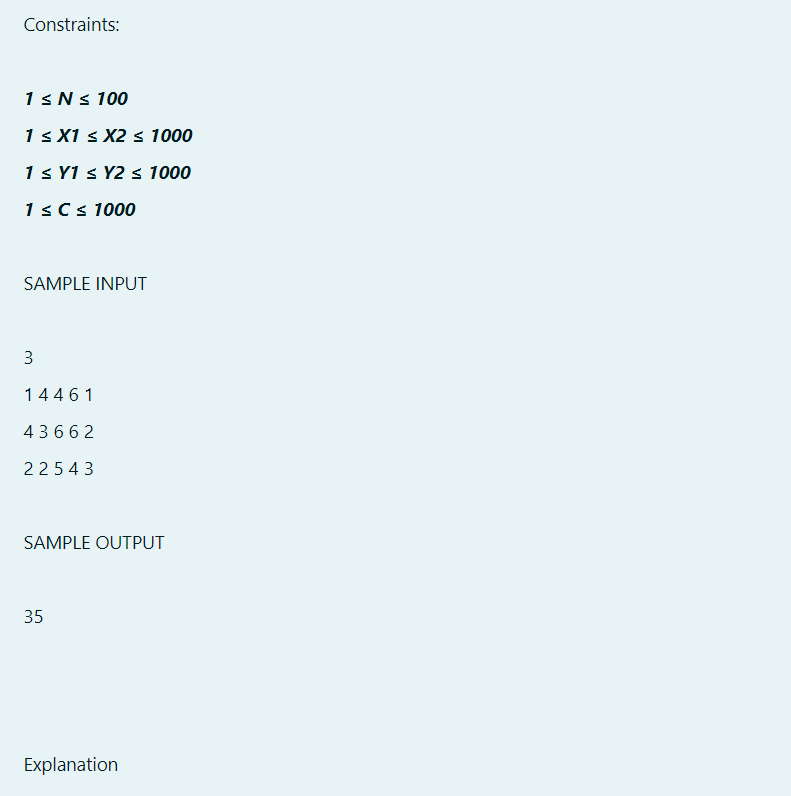 Constraints:
1 ≤ N ≤ 100
1 ≤ X1 ≤ X2 ≤ 1000
1 ≤ Y1 ≤ Y2 ≤ 1000
1 ≤ C ≤ 1000
SAMPLE INPUT
3
1 4 4 6 1
4 3 6 6 2
2 2 5 4 3
SAMPLE OUTPUT
35
Explanation